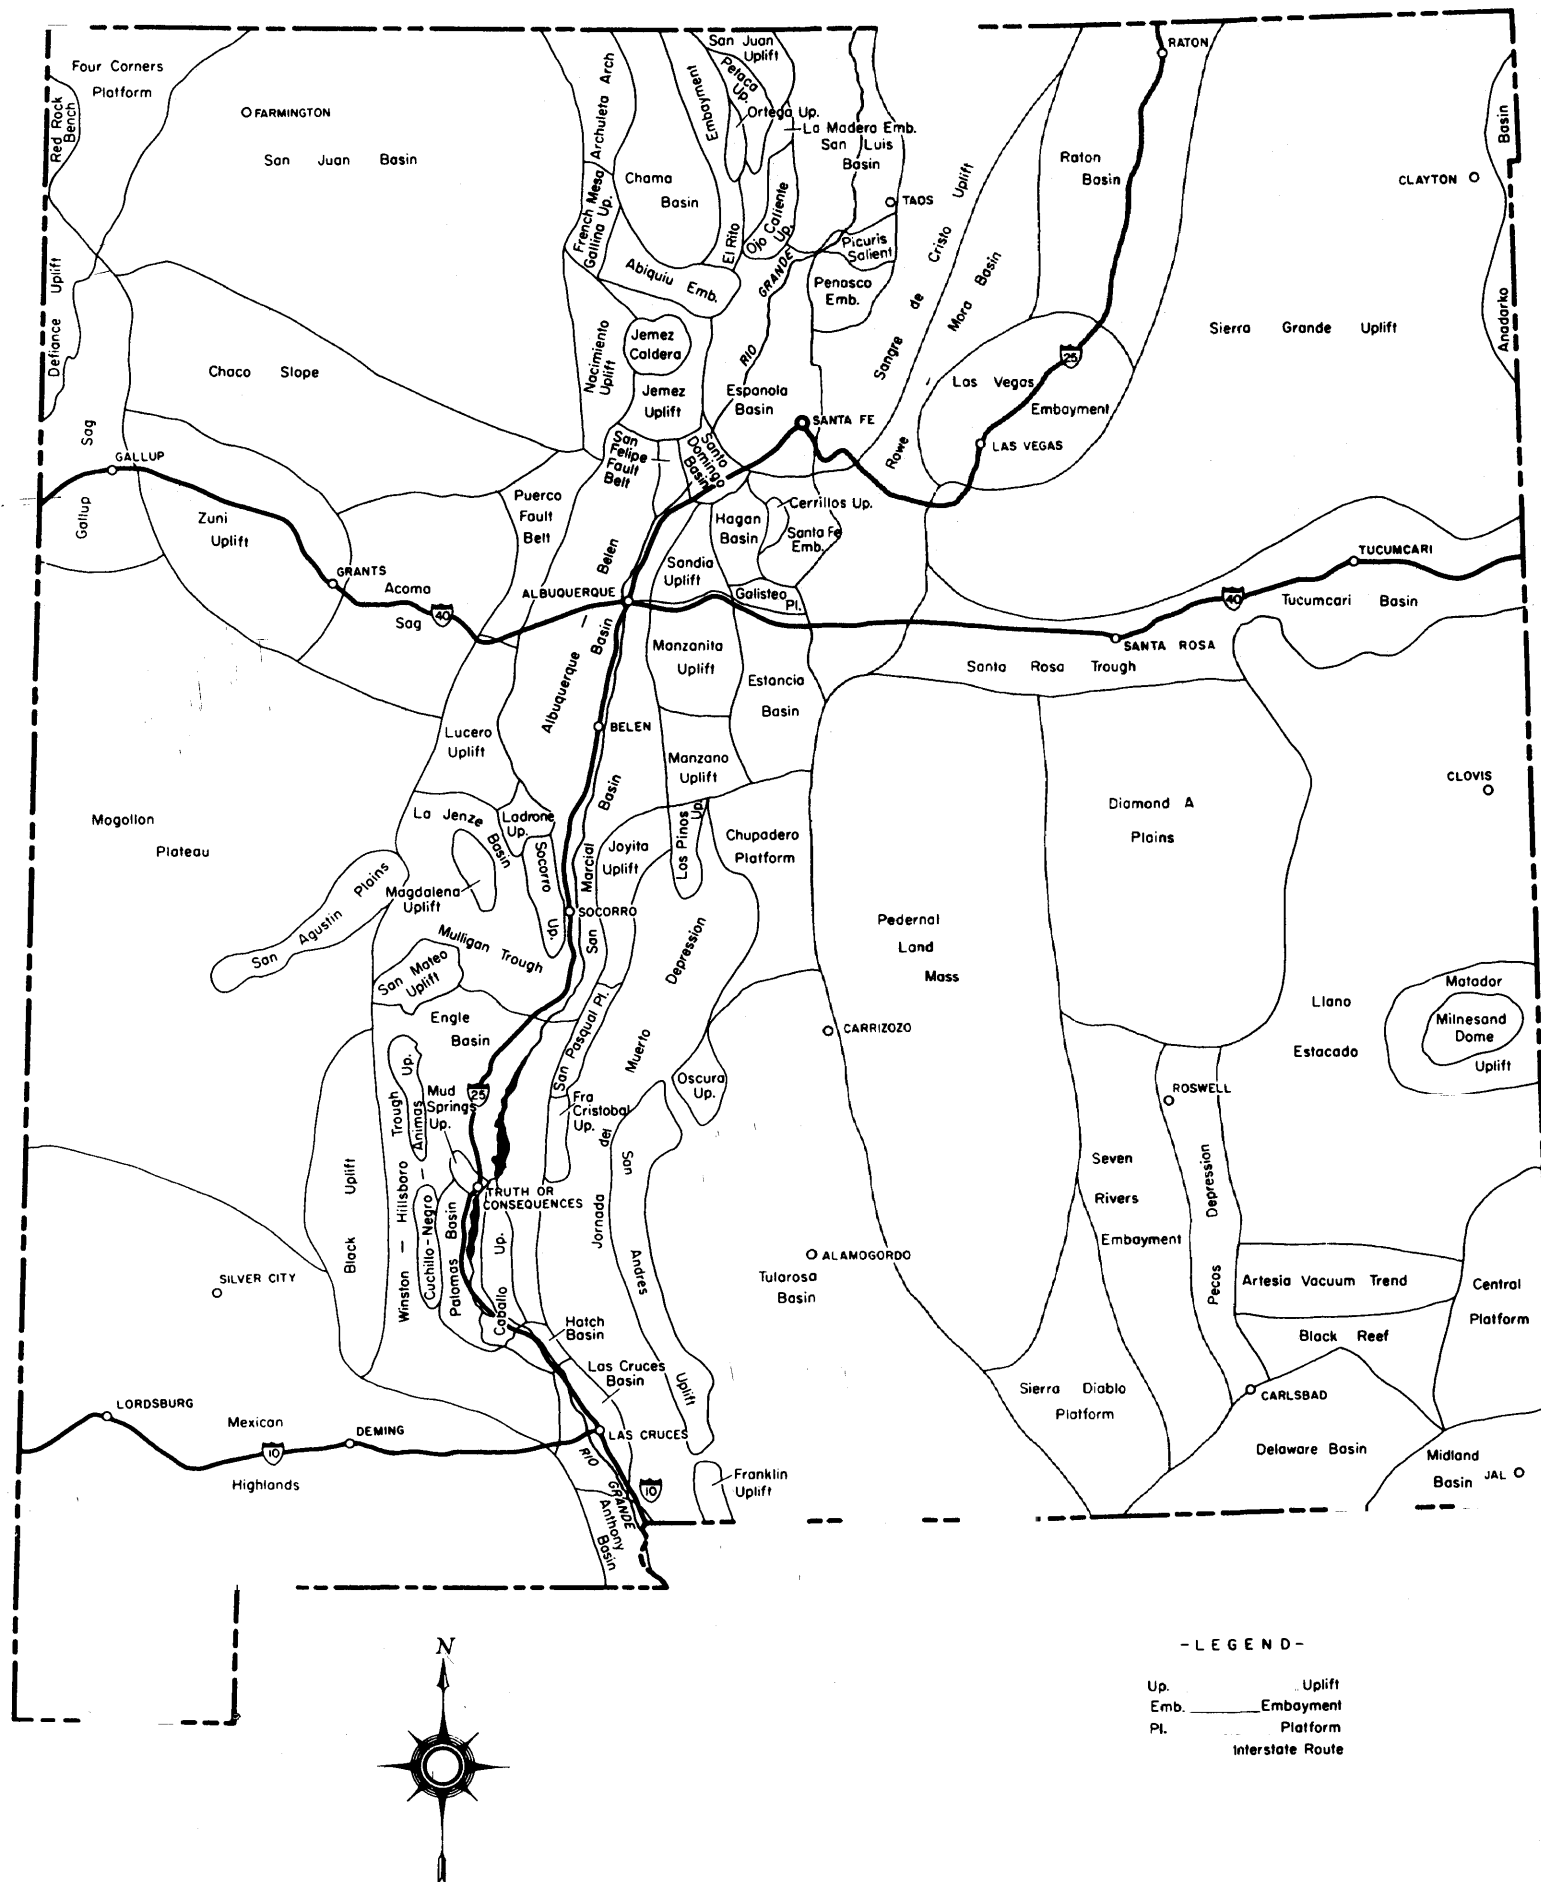 San Juan
Uplift
RATON
Four Corners
Platform
Red Rock
Bench
FARMINGTON
San Juan Basin
Archuleta Arch
Embayment
El Rito
Petaca
Up.
Ortega Up.
La Madera Emb.
San Luis
Basin
Raton
Basin
Anadarko Basin
CLAYTON
Chama
Basin
French Mesa
Gallina Up.
Ojo Caliente
Up.
TAOS
Picuris
Salient
Penasco
Emb.
Abiquiu Emb.
RIO GRANDE
Sangre de Cristo Uplift
Rowe - Mora Basin
Sierra Grande Uplift
Defiance Uplift
Chaco Slope
Nacimiento
Uplift
Jemez
Caldera
Jemez
Uplift
Espanola
Basin
25
Las Vegas
Embayment
SANTA FE
LAS VEGAS
Gallup Sag
GALLUP
San
Felipe
Fault
Belt
Santo
Domingo
Basin
Puerco
Fault
Belt
Zuni
Uplift
Cerrillos Up.
Hagan
Basin
Santa Fe
Emb.
Sandia
Uplift
GRANTS
Acoma
Sag
40
ALBUQUERQUE
Albuquerque - Belen
Basin
Galisteo
Pl.
TUCUMCARI
40
Tucumcari Basin
SANTA ROSA
Santa Rosa Trough
Manzanita
Uplift
Estancia
Basin
Lucero
Uplift
BELEN
Manzano
Uplift
CLOVIS
Mogollon
Plateau
La Jenze
Basin
Ladrone
Up.
Socorro
Up.
San Marcial Basin
Joyita
Uplift
Los Pinos
Up.
Chupadero
Platform
Diamond A
Plains
San Agustin Plains
Magdalena
Uplift
SOCORRO
Mulligan Trough
San Mateo
Uplift
Pedernal
Land
Mass
Engle
Basin
San Pasqual Pl.
Jornada del Muerto Depression
CARRIZOZO
Llano
Estacado
Matador
Milnesand
Dome
Uplift
Oscura
Up.
25
Mud
Springs
Up.
Fra
Cristobal
Up.
ROSWELL
Black Uplift
Winston - Hillsboro Trough
Cuchillo-Negro - Animas Up.
Palomas Basin
TRUTH OR
CONSEQUENCES
Caballo Up.
San Andres Uplift
Seven
Rivers
Embayment
Pecos Depression
SILVER CITY
ALAMOGORDO
Tularosa
Basin
Artesia Vacuum Trend
Central
Platform
Hatch
Basin
Black Reef
Las Cruces
Basin
Sierra Diablo
Platform
CARLSBAD
LORDSBURG
Mexican
Highlands
10
DEMING
LAS CRUCES
Delaware Basin
Midland
Basin
JAL
RIO GRANDE
10
Franklin
Uplift
Anthony
Basin
N
-LEGEND-
Up. Uplift
Emb. Embayment
Pl. Platform
Interstate Route